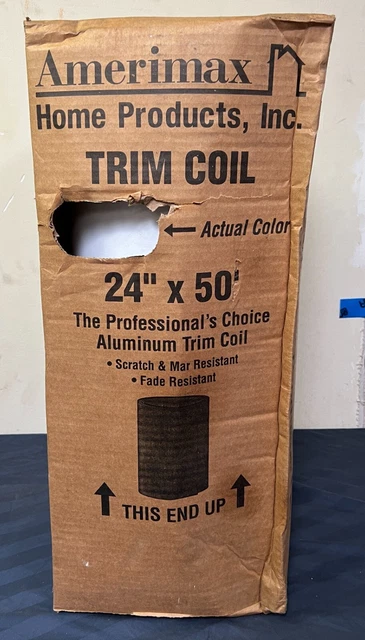 Amerimax
Home Products, Inc.
TRIM COIL
← Actual Color
24" x 50'
The Professional's Choice
Aluminum Trim Coil
• Scratch & Mar Resistant
• Fade Resistant
↑ THIS END UP ↑